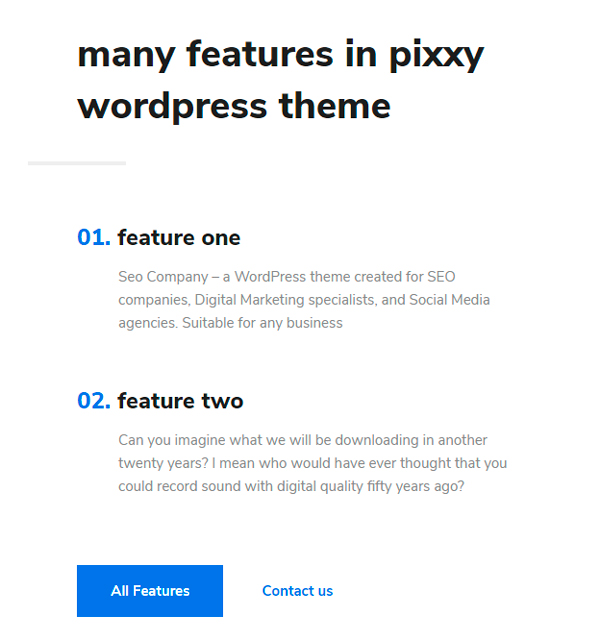 many features in pixxy
wordpress theme
01. feature one
Seo Company – a WordPress theme created for SEO
companies, Digital Marketing specialists, and Social Media
agencies. Suitable for any business
02. feature two
Can you imagine what we will be downloading in another
twenty years? I mean who would have ever thought that you
could record sound with digital quality fifty years ago?
All Features Contact us